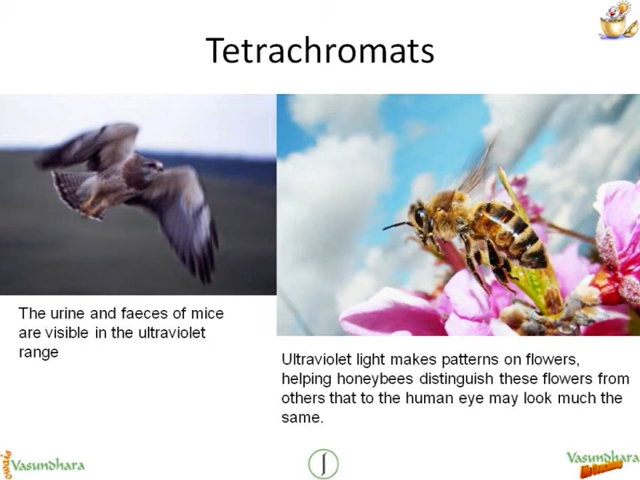 Tetrachromats
The urine and faeces of mice
are visible in the ultraviolet
range
Ultraviolet light makes patterns on flowers,
helping honeybees distinguish these flowers from
others that to the human eye may look much the
same.
Vasundhara
Vasundhara